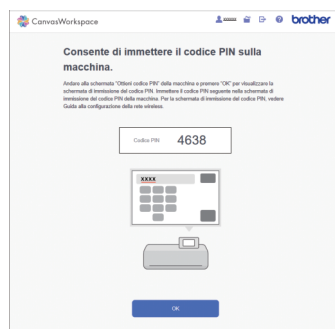 CanvasWorkspace
brother
Consente di immettere il codice PIN sulla
macchina.
Andare alla schermata "Ottieni codice PIN" della macchina e premere "OK" per visualizzare la
schermata di immissione del codice PIN. Immettere il codice PIN seguente nella schermata di
immissione del codice PIN della macchina. Per la schermata di immissione del codice PIN, vedere
Guida alla configurazione della rete wireless.
Codice PIN 4638
XXXX
OK